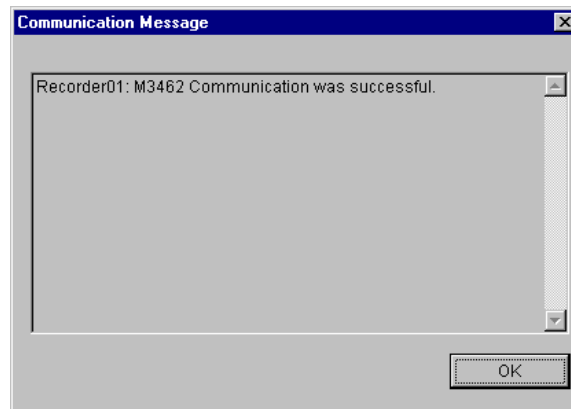 Communication Message
Recorder01: M3462 Communication was successful.
OK